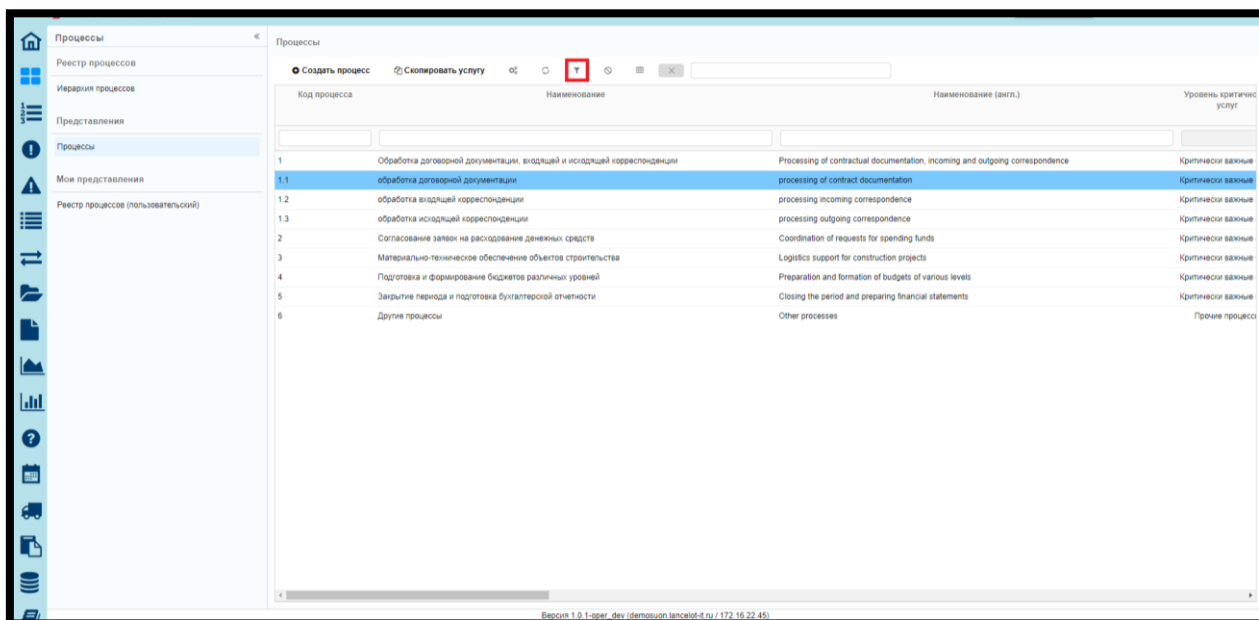 Процессы
Реестр процессов
Иерархия процессов
Представления
Процессы
Мои представления
Реестр процессов (пользовательский)
Процессы
Создать процесс Скопировать услугу
Код процесса Наименование Наименование (англ.) Уровень критичнос
услуг
1 Обработка договорной документации, входящей и исходящей корреспонденции Processing of contractual documentation, incoming and outgoing correspondence Критически важные
1.1 обработка договорной документации processing of contract documentation Критически важные
1.2 обработка входящей корреспонденции processing incoming correspondence Критически важные
1.3 обработка исходящей корреспонденции processing outgoing correspondence Критически важные
2 Согласование заявок на расходование денежных средств Coordination of requests for spending funds Критически важные
3 Материально-техническое обеспечение объектов строительства Logistics support for construction projects Критически важные
4 Подготовка и формирование бюджетов различных уровней Preparation and formation of budgets of various levels Критически важные
5 Закрытие периода и подготовка бухгалтерской отчетности Closing the period and preparing financial statements Критически важные
6 Другие процессы Other processes Прочие процесс
Версия 1.0.1-oper_dev (demosuon.lancelot-it.ru / 172.16.22.45)